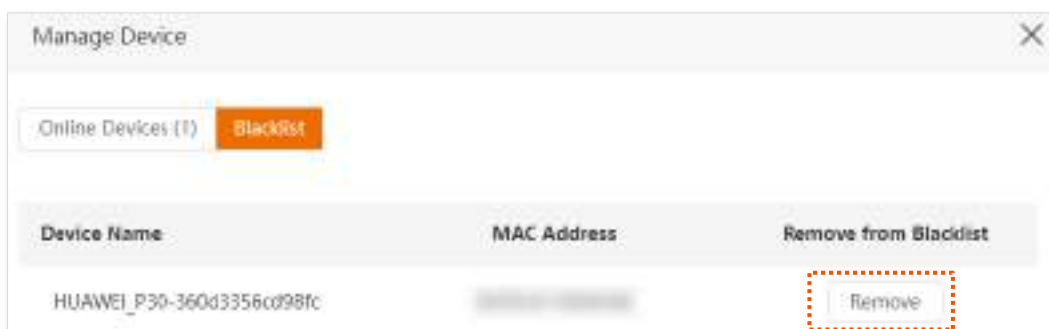 Manage Device
Online Devices (1) Blacklist
Device Name MAC Address Remove from Blacklist
HUAWEI_P30-360d3356cd98fc Remove